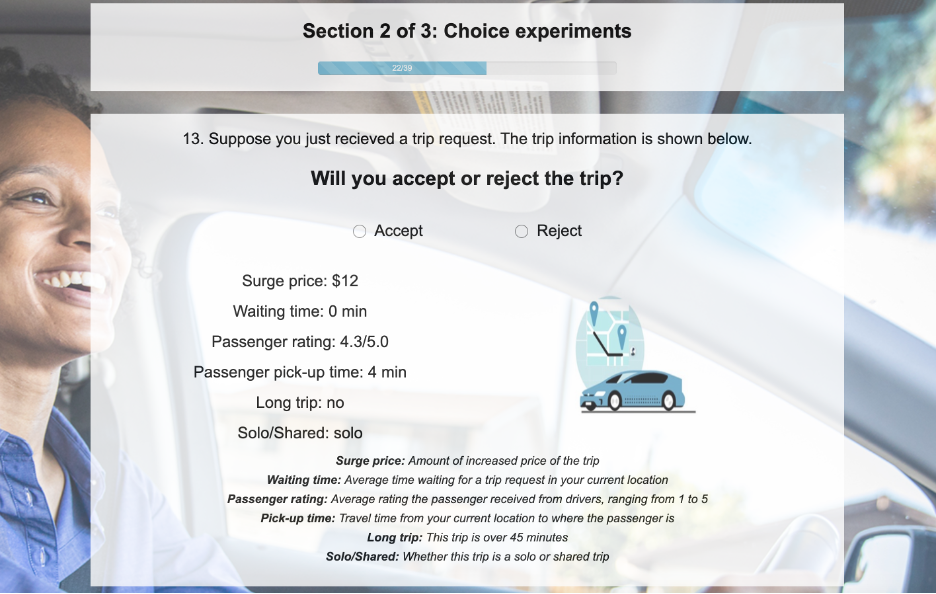 Section 2 of 3: Choice experiments
22/39
13. Suppose you just recieved a trip request. The trip information is shown below.
Will you accept or reject the trip?
Accept Reject
Surge price: $12
Waiting time: 0 min
Passenger rating: 4.3/5.0
Passenger pick-up time: 4 min
Long trip: no
Solo/Shared: solo
Surge price: Amount of increased price of the trip
Waiting time: Average time waiting for a trip request in your current location
Passenger rating: Average rating the passenger received from drivers, ranging from 1 to 5
Pick-up time: Travel time from your current location to where the passenger is
Long trip: This trip is over 45 minutes
Solo/Shared: Whether this trip is a solo or shared trip